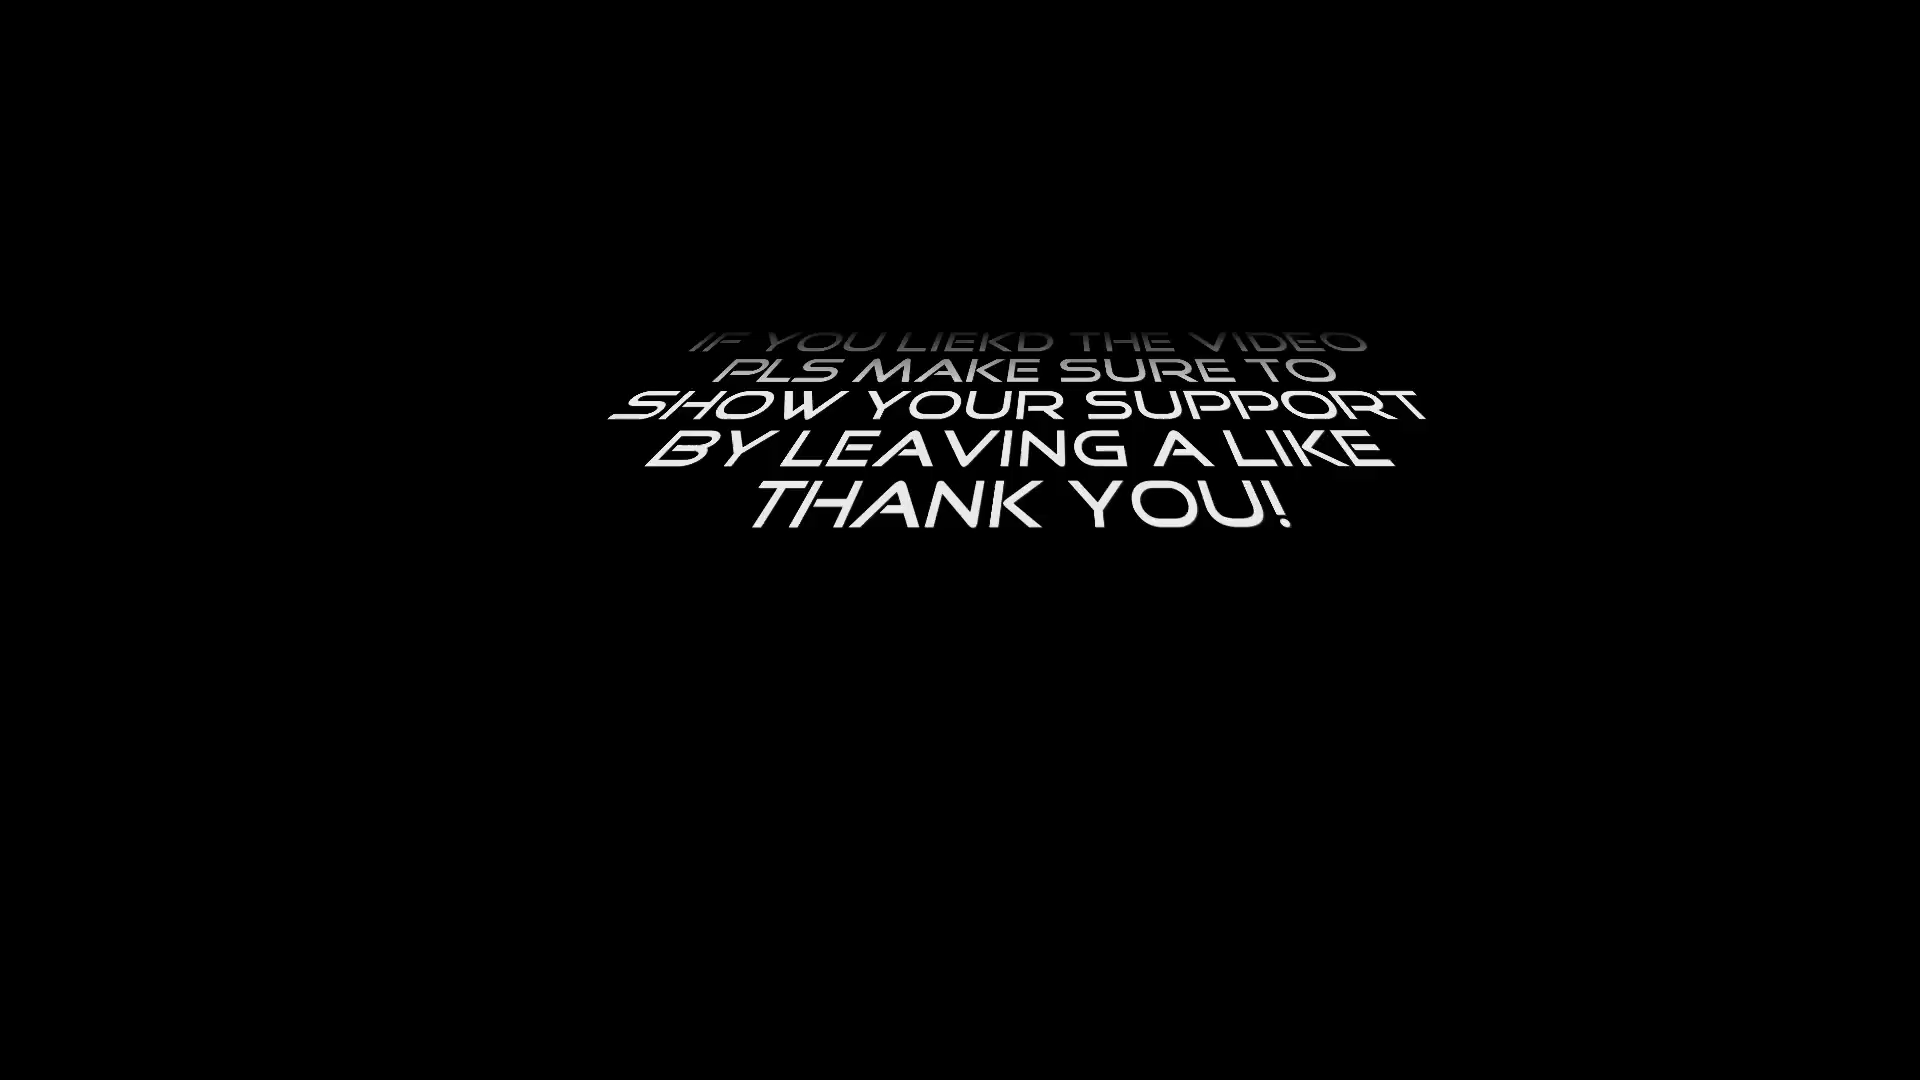 IF YOU LIEKD THE VIDEO
PLS MAKE SURE TO
SHOW YOUR SUPPORT
BY LEAVING A LIKE
THANK YOU!